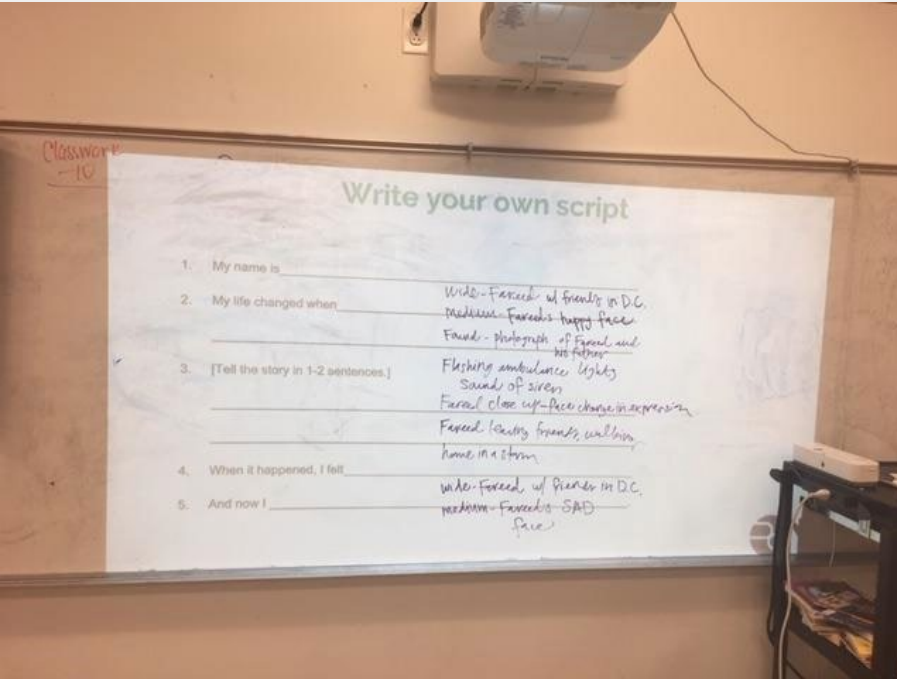 Classwork
-10
Write your own script
1. My name is
2. My life changed when
Wide-Fareed w/ friends in D.C.
medium-Fareed's happy face
Found-photograph of Fareed and
his father
3. [Tell the story in 1-2 sentences.]
Flashing ambulance lights
Sound of siren
Fareed close up-face change in expression
Fareed leaving friends, walking
home in a storm
4. When it happened, I felt
wide-Fareed w/ friends in D.C.
5. And now I
medium-Fareed's SAD
face